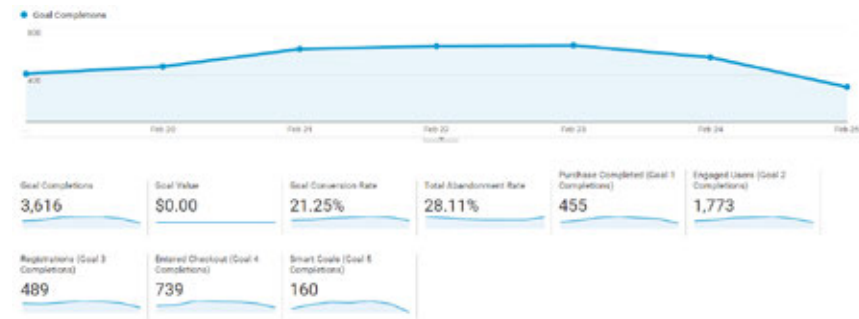 Goal Completions
800
400
...
Feb 20
Feb 21
Feb 22
Feb 23
Feb 24
Feb 25
Goal Completions
3,616
Goal Value
$0.00
Goal Conversion Rate
21.25%
Total Abandonment Rate
28.11%
Purchase Completed (Goal 1
Completions)
455
Engaged Users (Goal 2
Completions)
1,773
Registrations (Goal 3
Completions)
489
Entered Checkout (Goal 4
Completions)
739
Smart Goals (Goal 5
Completions)
160